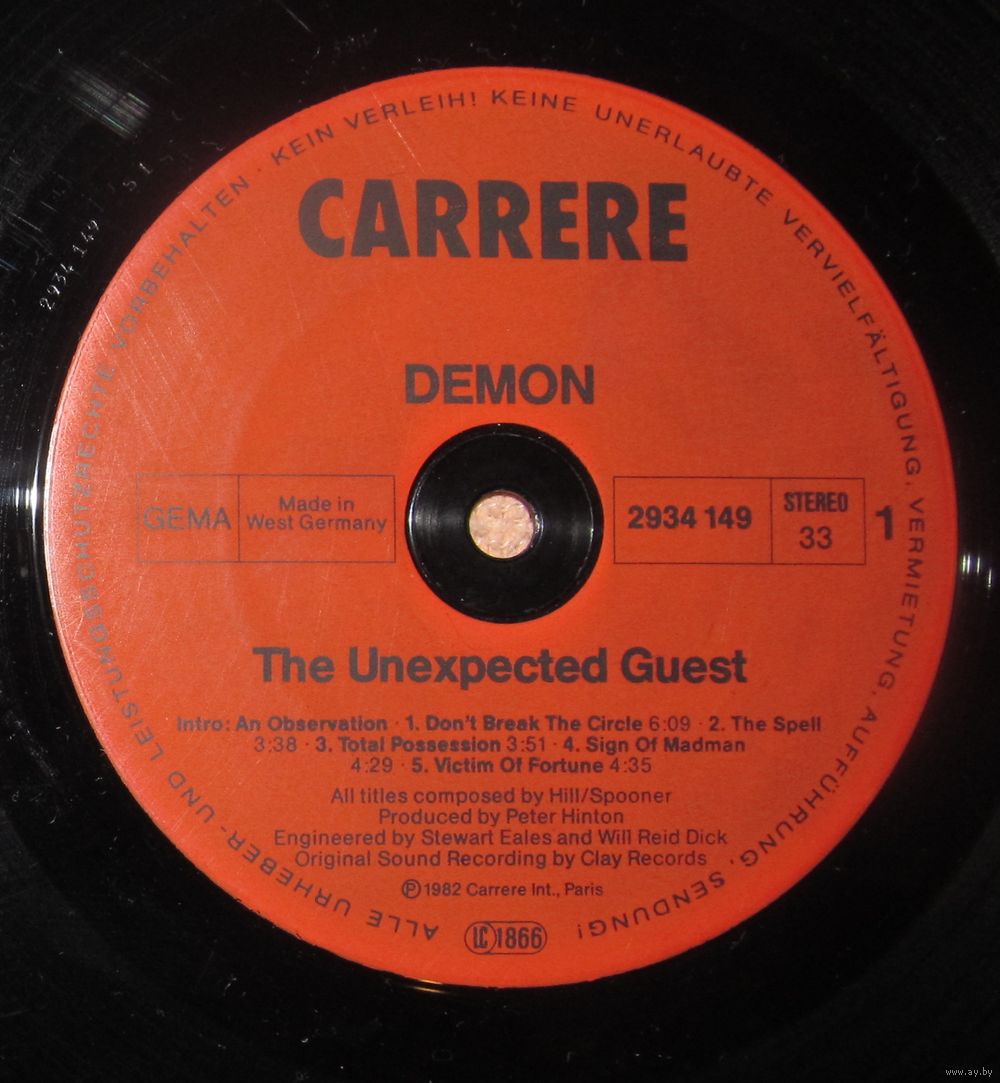 ALLE URHEBER- UND LEISTUNGSSCHUTZRECHTE VORBEHALTEN · KEIN VERLEIH! KEINE UNERLAUBTE VERVIELFÄLTIGUNG, VERMIETUNG, AUFFÜHRUNG, SENDUNG!
2934 149 S1
CARRERE
DEMON
GEMA
Made in
West Germany
2934 149
STEREO
33
1
The Unexpected Guest
Intro: An Observation · 1. Don't Break The Circle 6:09 · 2. The Spell
3:38 · 3. Total Possession 3:51 · 4. Sign Of Madman
4:29 · 5. Victim Of Fortune 4:35
All titles composed by Hill/Spooner
Produced by Peter Hinton
Engineered by Stewart Eales and Will Reid Dick
Original Sound Recording by Clay Records
Ⓟ 1982 Carrere Int., Paris
LC 1866
www.ay.by